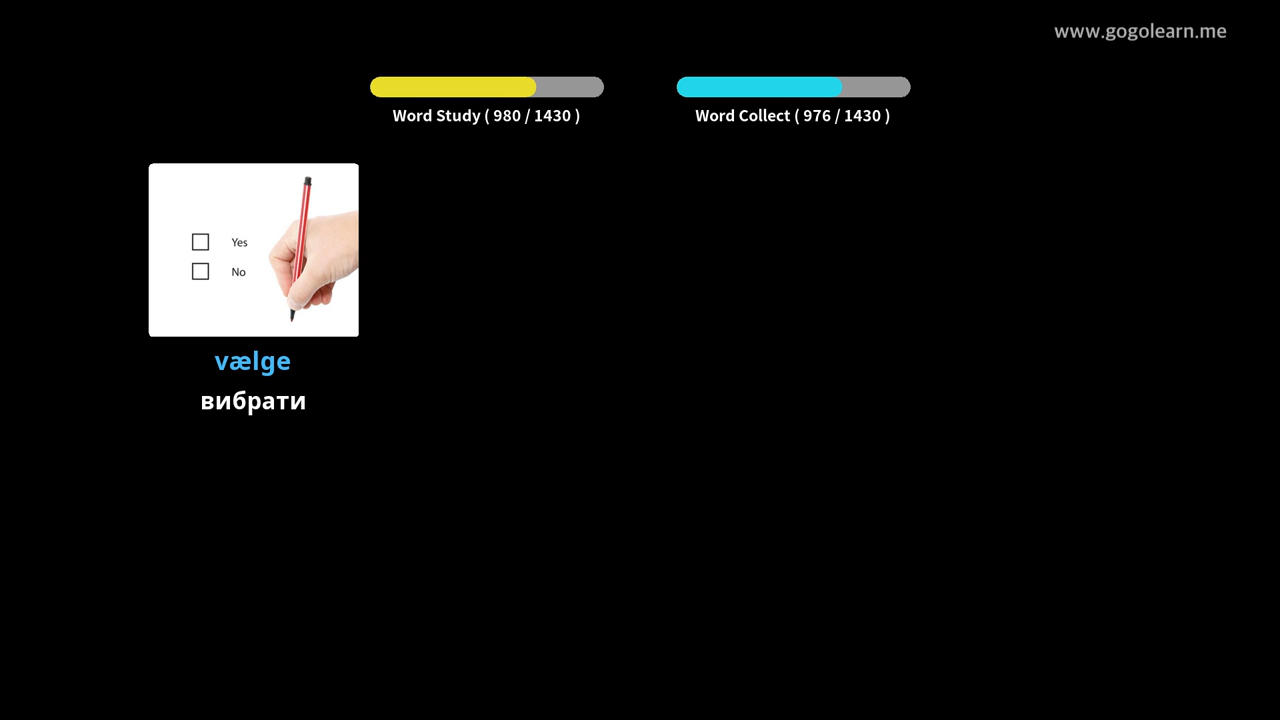 www.gogolearn.me
Word Study ( 980 / 1430 )
Word Collect ( 976 / 1430 )
Yes
No
vælge
вибрати